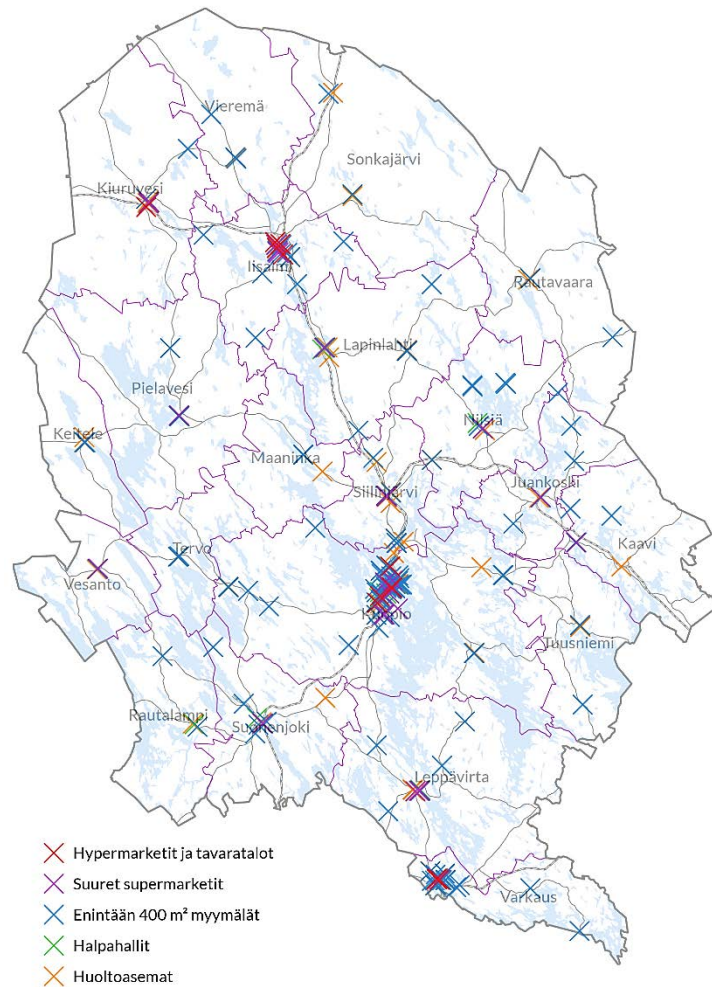 Vieremä
Sonkajärvi
Kiuruvesi
Iisalmi
Rautavaara
Lapinlahti
Pielavesi
Nilsiä
Keitele
Maaninka
Siilinjärvi
Juankoski
Tervo
Kaavi
Vesanto
Kuopio
Tuusniemi
Rautalampi
Suonenjoki
Leppävirta
Varkaus
Hypermarketit ja tavaratalot
Suuret supermarketit
Enintään 400 m² myymälät
Halpahallit
Huoltoasemat